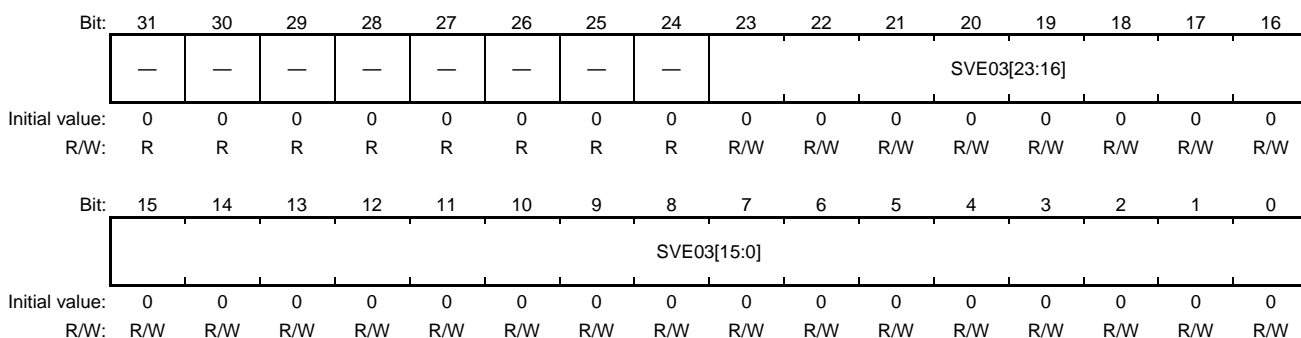 Bit: 31 30 29 28 27 26 25 24 23 22 21 20 19 18 17 16
— — — — — — — — SVE03[23:16]
Initial value: 0 0 0 0 0 0 0 0 0 0 0 0 0 0 0 0
R/W: R R R R R R R R R/W R/W R/W R/W R/W R/W R/W R/W
Bit: 15 14 13 12 11 10 9 8 7 6 5 4 3 2 1 0
SVE03[15:0]
Initial value: 0 0 0 0 0 0 0 0 0 0 0 0 0 0 0 0
R/W: R/W R/W R/W R/W R/W R/W R/W R/W R/W R/W R/W R/W R/W R/W R/W R/W